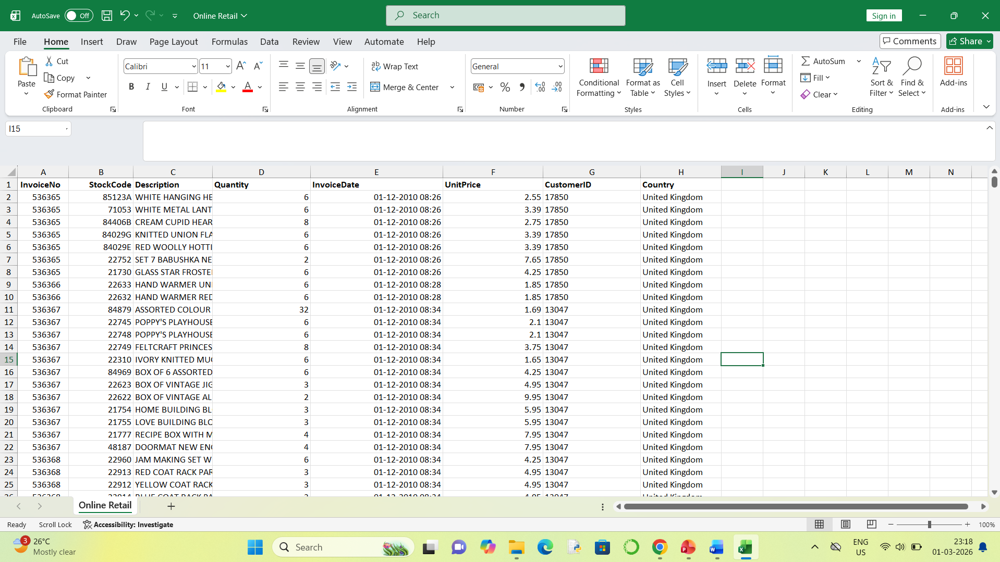 AutoSave Off Online Retail Search Sign in
File Home Insert Draw Page Layout Formulas Data Review View Automate Help Comments Share
Paste Cut Copy Format Painter Clipboard
Calibri 11 B I U A Font
Wrap Text Merge & Center Alignment
General % Number
Conditional Formatting Format as Table Cell Styles Styles
Insert Delete Format Cells
AutoSum Fill Clear Sort & Filter Find & Select Editing
Add-ins Add-ins
I15
A B C D E F G H I J K L M N
1 InvoiceNo StockCode Description Quantity InvoiceDate UnitPrice CustomerID Country
2 536365 85123A WHITE HANGING HE 6 01-12-2010 08:26 2.55 17850 United Kingdom
3 536365 71053 WHITE METAL LANT 6 01-12-2010 08:26 3.39 17850 United Kingdom
4 536365 84406B CREAM CUPID HEAR 8 01-12-2010 08:26 2.75 17850 United Kingdom
5 536365 84029G KNITTED UNION FLA 6 01-12-2010 08:26 3.39 17850 United Kingdom
6 536365 84029E RED WOOLLY HOTTI 6 01-12-2010 08:26 3.39 17850 United Kingdom
7 536365 22752 SET 7 BABUSHKA NE 2 01-12-2010 08:26 7.65 17850 United Kingdom
8 536365 21730 GLASS STAR FROSTE 6 01-12-2010 08:26 4.25 17850 United Kingdom
9 536366 22633 HAND WARMER UNI 6 01-12-2010 08:28 1.85 17850 United Kingdom
10 536366 22632 HAND WARMER RED 6 01-12-2010 08:28 1.85 17850 United Kingdom
11 536367 84879 ASSORTED COLOUR 32 01-12-2010 08:34 1.69 13047 United Kingdom
12 536367 22745 POPPY'S PLAYHOUSE 6 01-12-2010 08:34 2.1 13047 United Kingdom
13 536367 22748 POPPY'S PLAYHOUSE 6 01-12-2010 08:34 2.1 13047 United Kingdom
14 536367 22749 FELTCRAFT PRINCES 8 01-12-2010 08:34 3.75 13047 United Kingdom
15 536367 22310 IVORY KNITTED MUG 6 01-12-2010 08:34 1.65 13047 United Kingdom
16 536367 84969 BOX OF 6 ASSORTED 6 01-12-2010 08:34 4.25 13047 United Kingdom
17 536367 22623 BOX OF VINTAGE JIG 3 01-12-2010 08:34 4.95 13047 United Kingdom
18 536367 22622 BOX OF VINTAGE AL 2 01-12-2010 08:34 9.95 13047 United Kingdom
19 536367 21754 HOME BUILDING BL 3 01-12-2010 08:34 5.95 13047 United Kingdom
20 536367 21755 LOVE BUILDING BLO 3 01-12-2010 08:34 5.95 13047 United Kingdom
21 536367 21777 RECIPE BOX WITH M 4 01-12-2010 08:34 7.95 13047 United Kingdom
22 536367 48187 DOORMAT NEW ENG 4 01-12-2010 08:34 7.95 13047 United Kingdom
23 536368 22960 JAM MAKING SET W 6 01-12-2010 08:34 4.25 13047 United Kingdom
24 536368 22913 RED COAT RACK PAR 3 01-12-2010 08:34 4.95 13047 United Kingdom
25 536368 22912 YELLOW COAT RACK 3 01-12-2010 08:34 4.95 13047 United Kingdom
Online Retail
Ready Scroll Lock Accessibility: Investigate 100%
3 26°C Mostly clear Search ENG US 23:18 01-03-2026